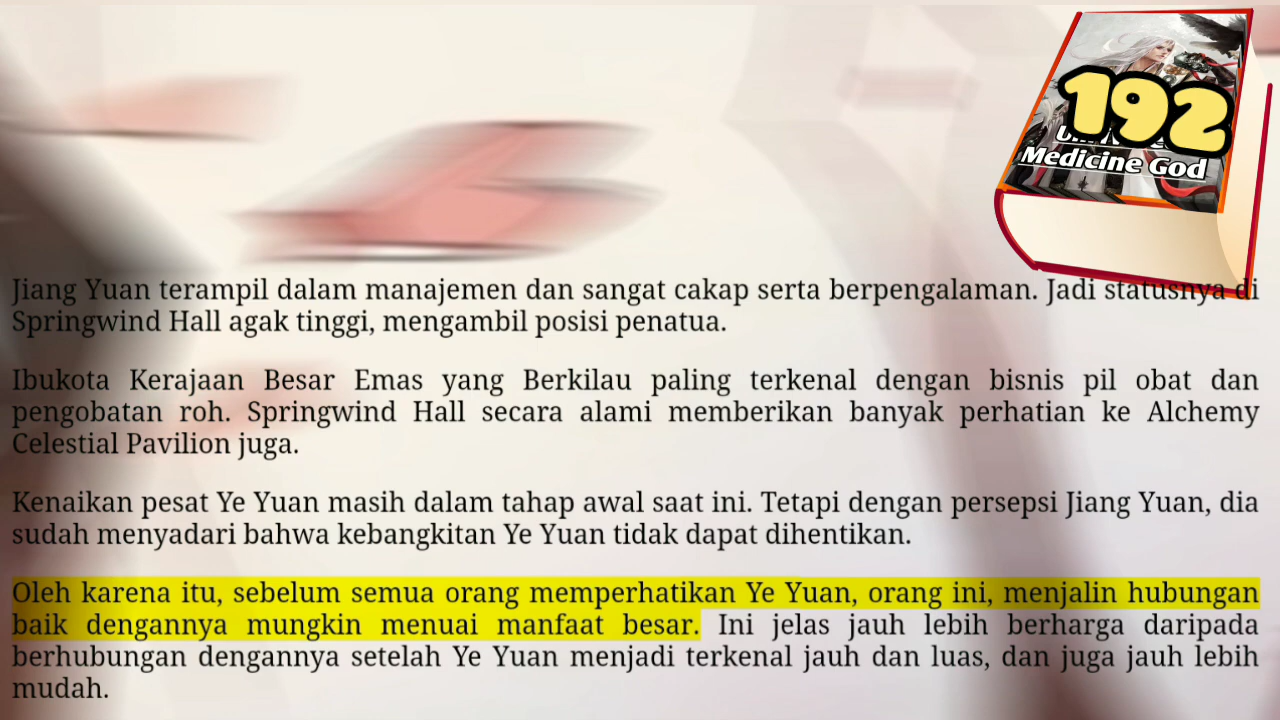 192
Medicine God
Jiang Yuan terampil dalam manajemen dan sangat cakap serta berpengalaman. Jadi statusnya di
Springwind Hall agak tinggi, mengambil posisi penatua.
Ibukota Kerajaan Besar Emas yang Berkilau paling terkenal dengan bisnis pil obat dan
pengobatan roh. Springwind Hall secara alami memberikan banyak perhatian ke Alchemy
Celestial Pavilion juga.
Kenaikan pesat Ye Yuan masih dalam tahap awal saat ini. Tetapi dengan persepsi Jiang Yuan, dia
sudah menyadari bahwa kebangkitan Ye Yuan tidak dapat dihentikan.
Oleh karena itu, sebelum semua orang memperhatikan Ye Yuan, orang ini, menjalin hubungan
baik dengannya mungkin menuai manfaat besar. Ini jelas jauh lebih berharga daripada
berhubungan dengannya setelah Ye Yuan menjadi terkenal jauh dan luas, dan juga jauh lebih
mudah.